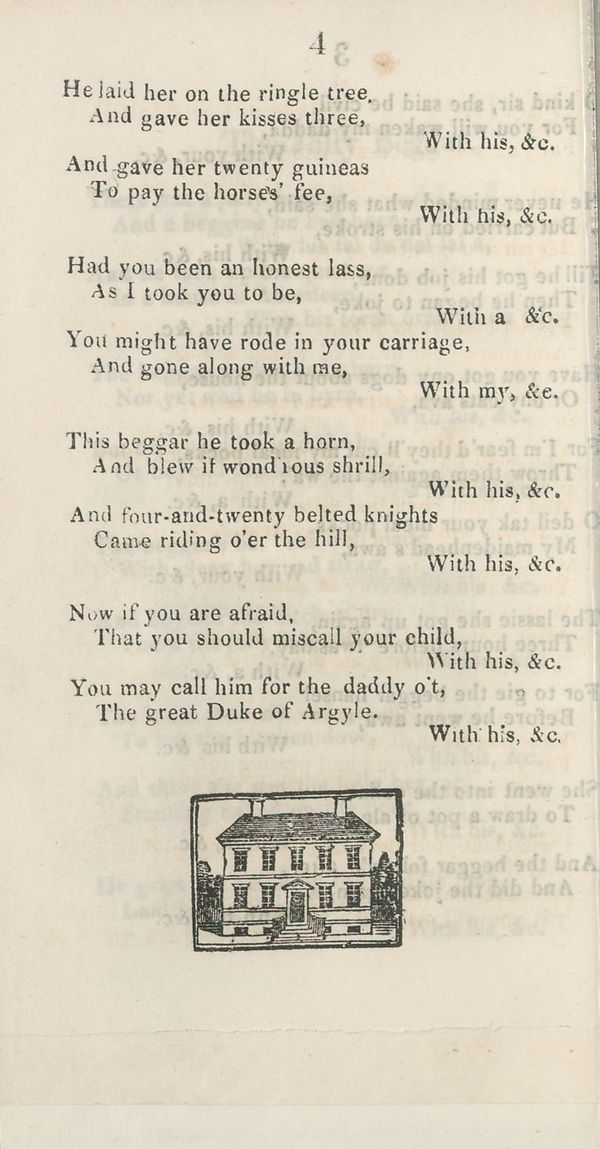 4
He laid her on the ringle tree.
And gave her kisses three,
With his, &c.
And gave her twenty guineas
To pay the horses' fee,
With his, &c.
Had you been an honest lass,
As I took you to be,
With a &c.
You might have rode in your carriage,
And gone along with me,
With my, &e.
This beggar he took a horn,
And blew it wond'rous shrill,
With his, &c.
And four-and-twenty belted knights
Came riding o'er the hill,
With his, &c.
Now if you are afraid,
That you should miscall your child,
With his, &c.
You may call him for the daddy o't,
The great Duke of Argyle.
With his, &c.